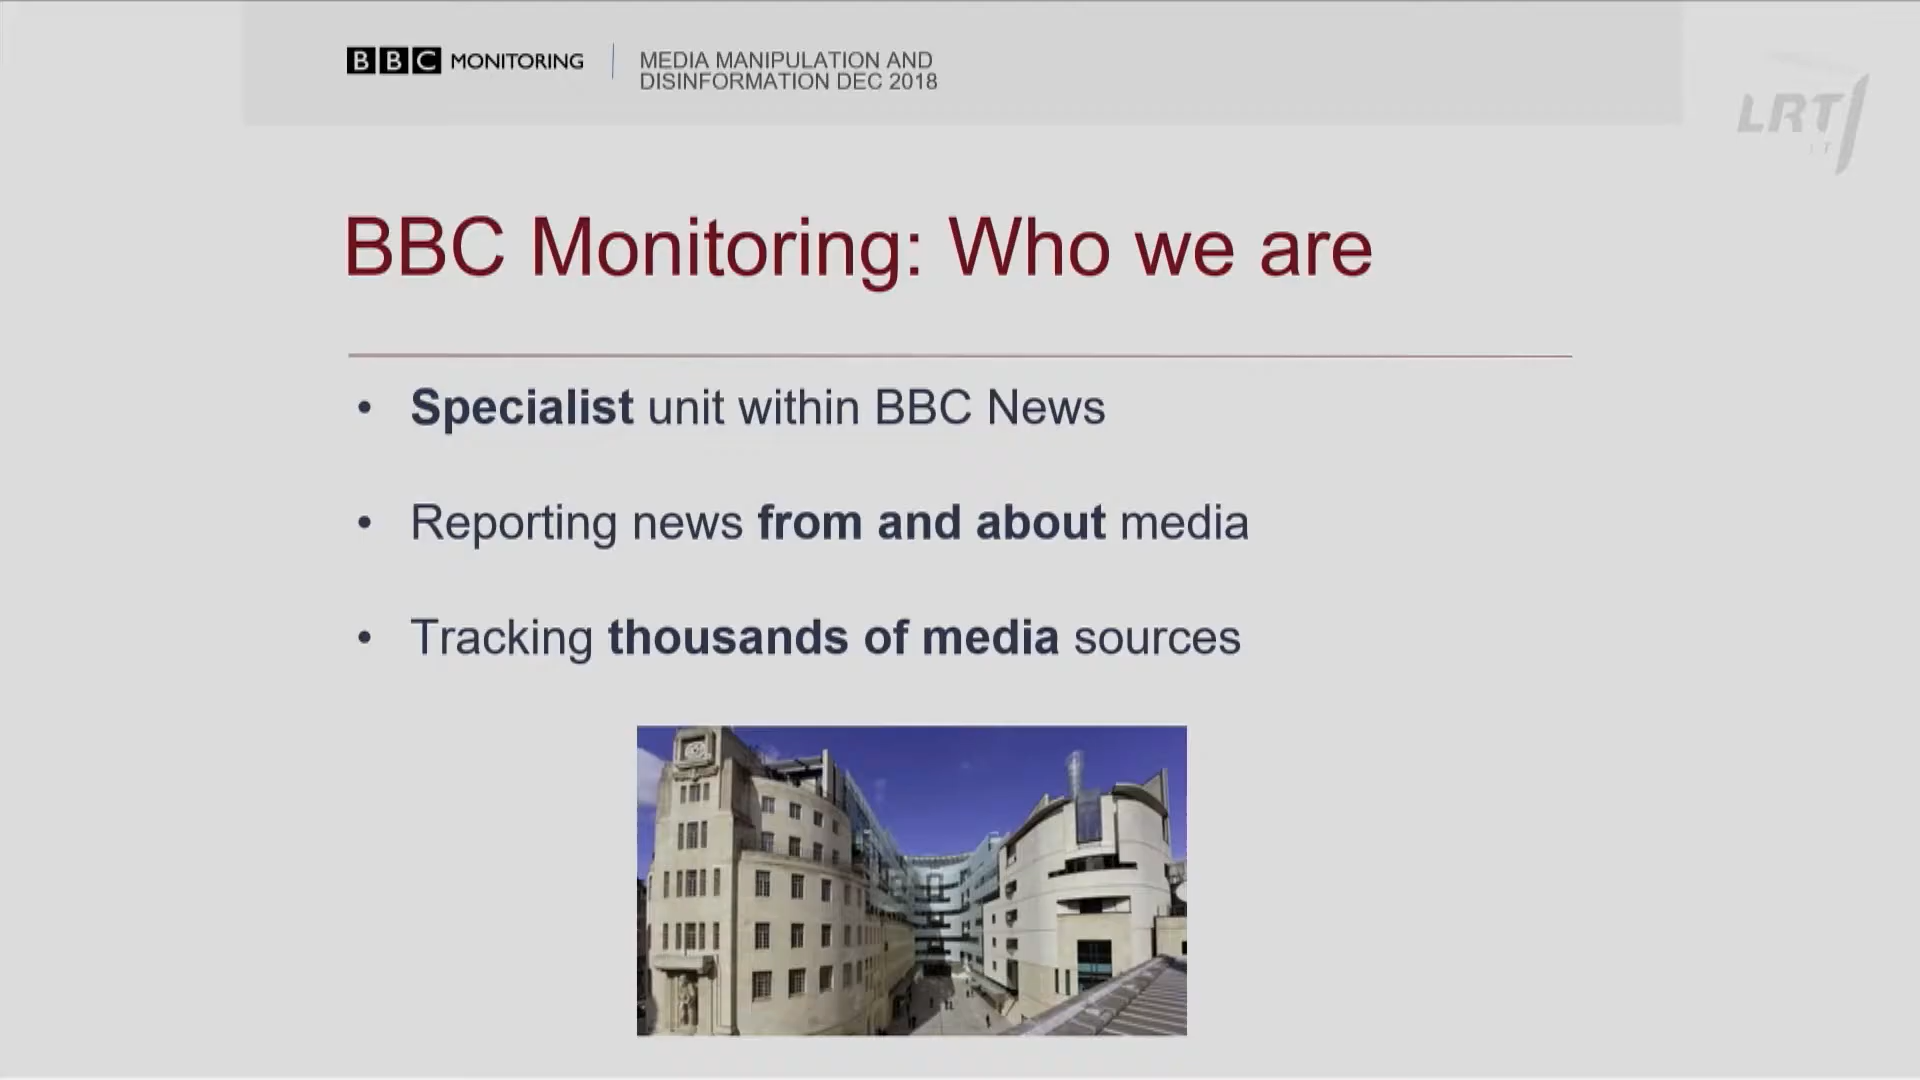 BBC MONITORING
MEDIA MANIPULATION AND
DISINFORMATION DEC 2018
LRT
LT
BBC Monitoring: Who we are
• Specialist unit within BBC News
• Reporting news from and about media
• Tracking thousands of media sources